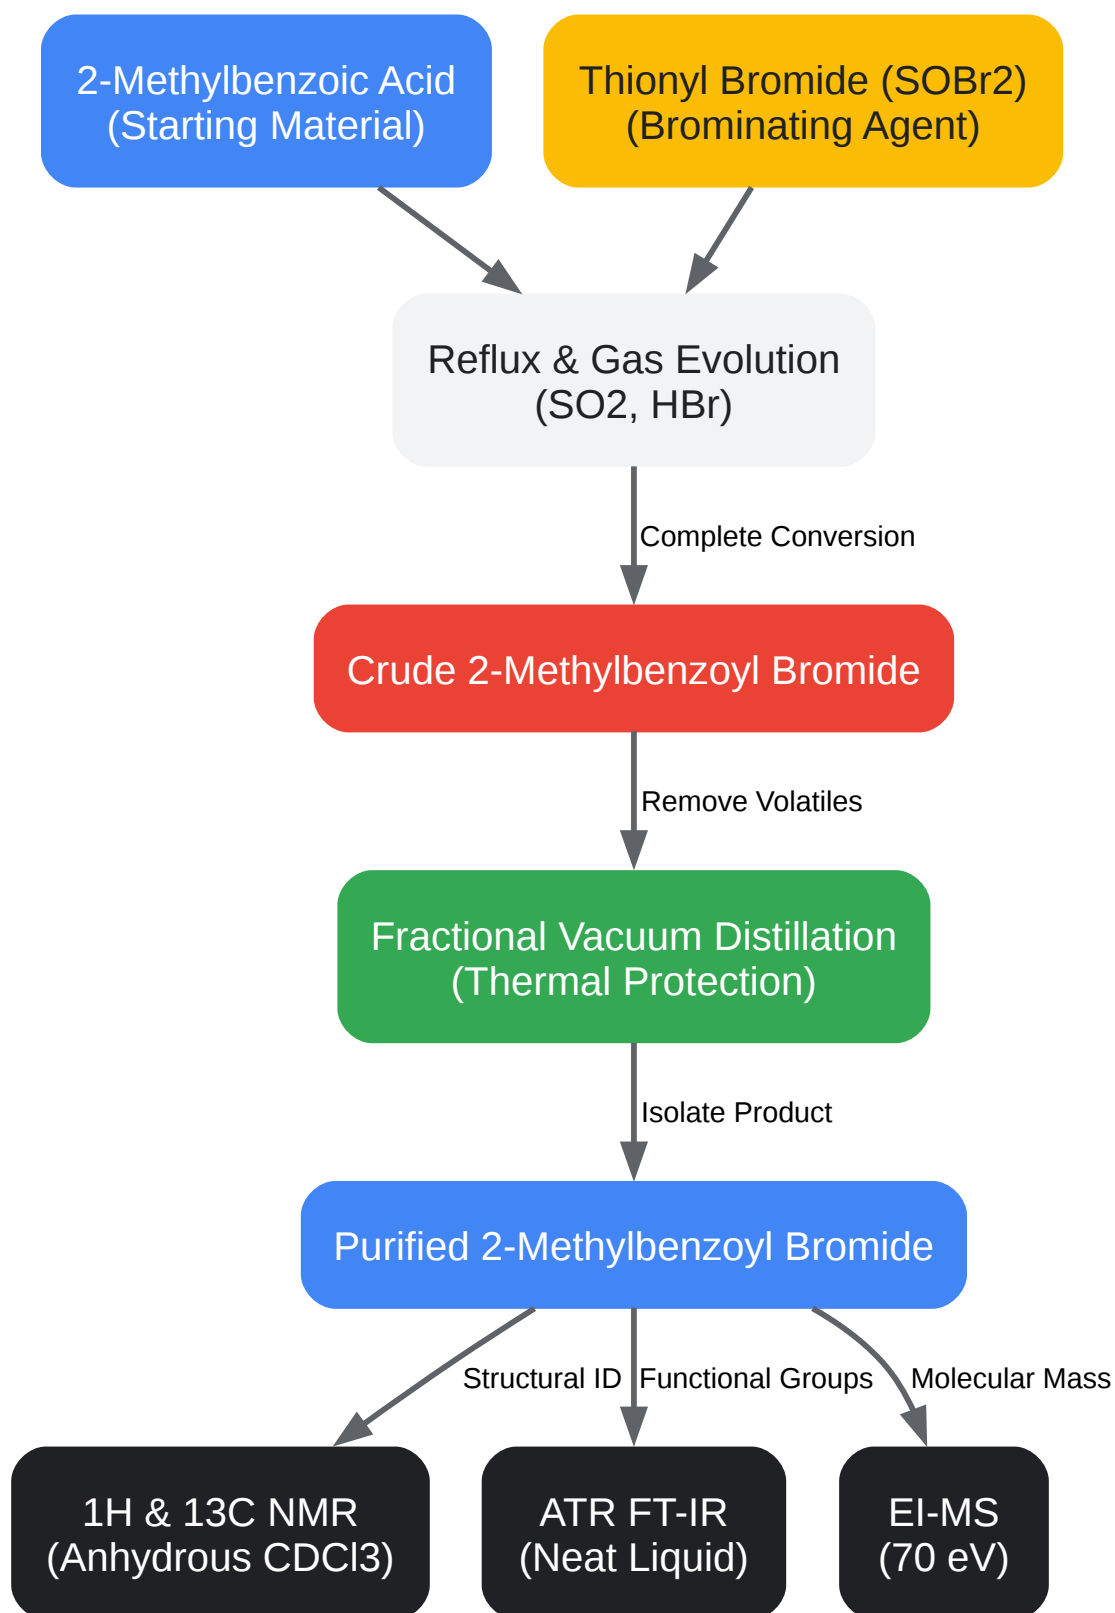 2-Methylbenzoic Acid
(Starting Material)
Thionyl Bromide (SOBr2)
(Brominating Agent)
Reflux & Gas Evolution
(SO2, HBr)
Complete Conversion
Crude 2-Methylbenzoyl Bromide
Remove Volatiles
Fractional Vacuum Distillation
(Thermal Protection)
Isolate Product
Purified 2-Methylbenzoyl Bromide
Structural ID
Functional Groups
Molecular Mass
1H & 13C NMR
(Anhydrous CDCl3)
ATR FT-IR
(Neat Liquid)
EI-MS
(70 eV)